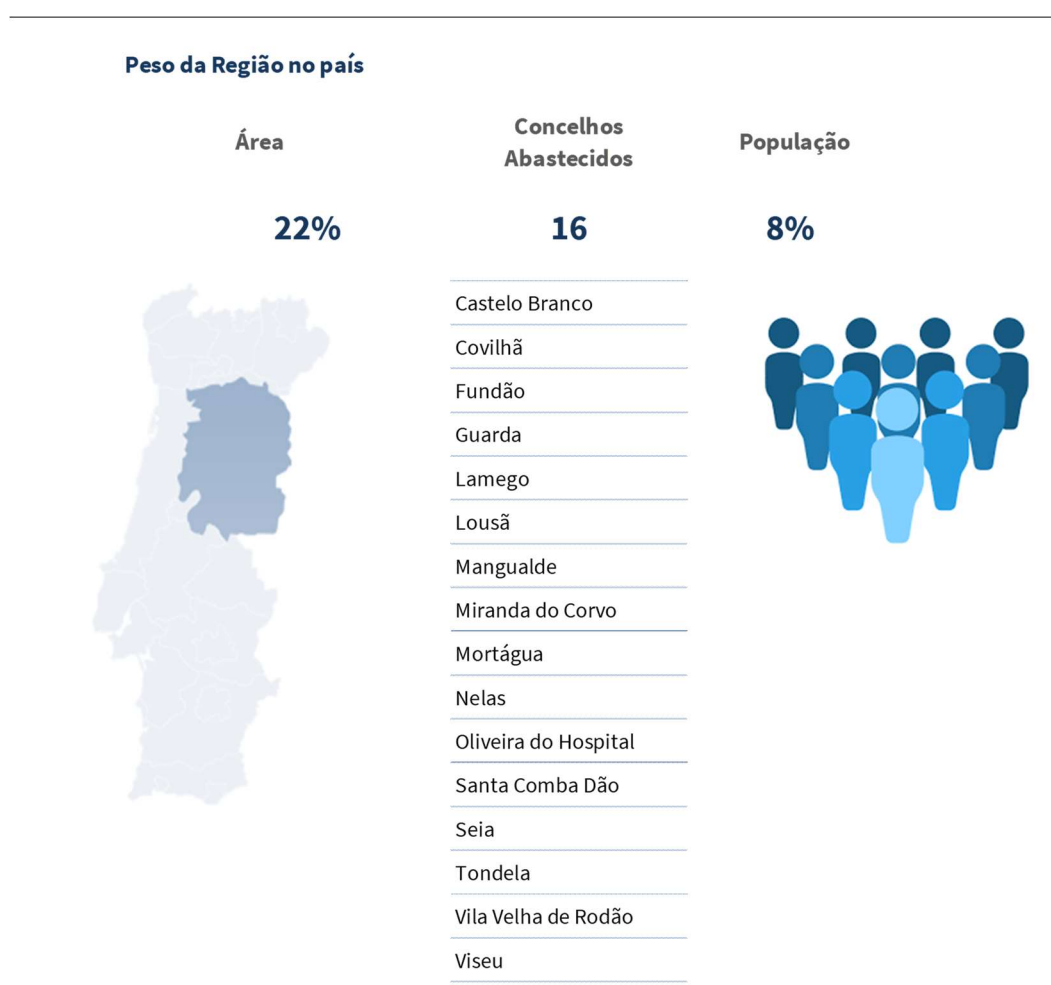 Peso da Região no país
Área
Concelhos
Abastecidos
População
22%
16
8%
Castelo Branco
Covilhã
Fundão
Guarda
Lamego
Lousã
Mangualde
Miranda do Corvo
Mortágua
Nelas
Oliveira do Hospital
Santa Comba Dão
Seia
Tondela
Vila Velha de Rodão
Viseu